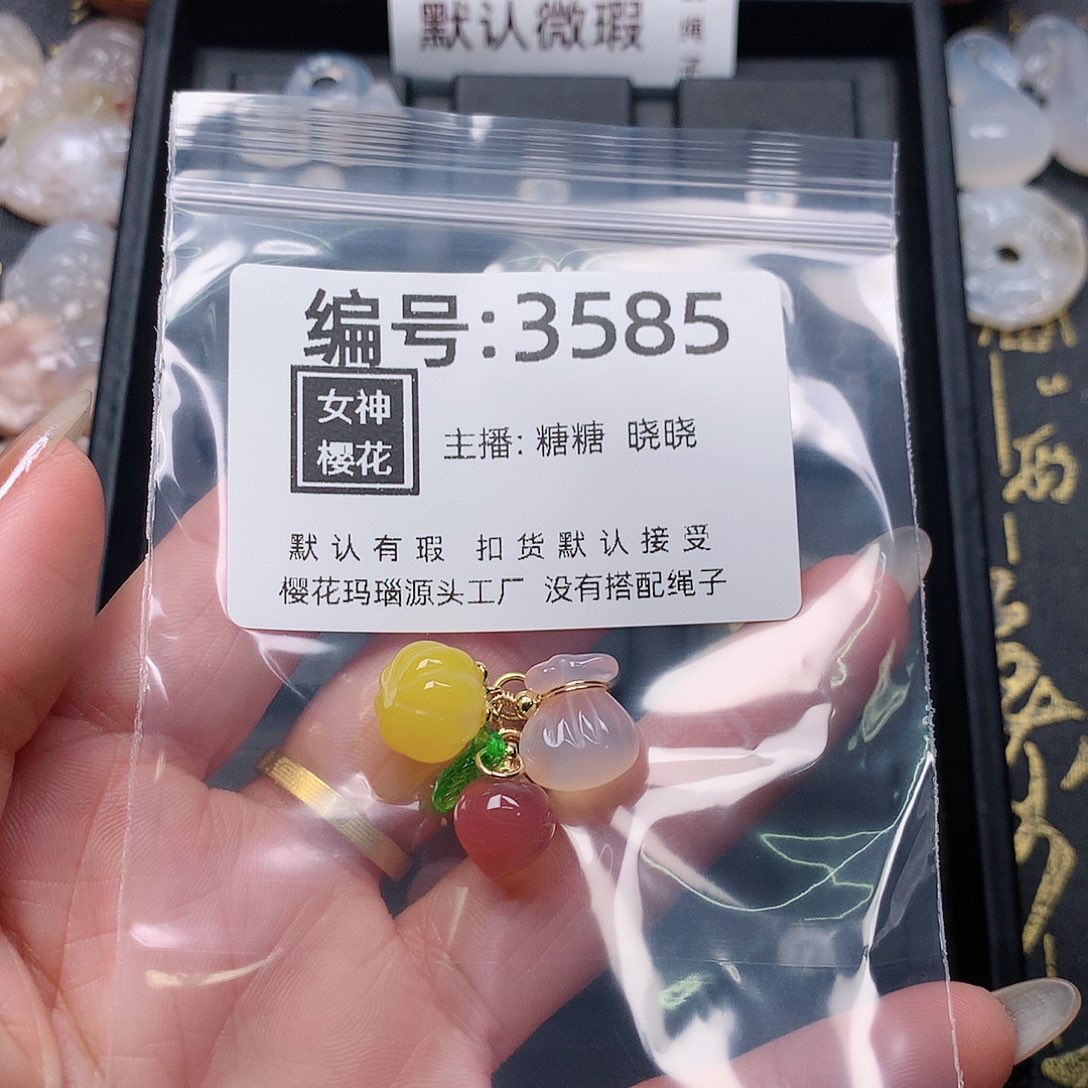 默认微瑕
绳子
编号:3585
女神
樱花
主播: 糖糖 晓晓
默认有瑕 扣货默认接受
樱花玛瑙源头工厂 没有搭配绳子